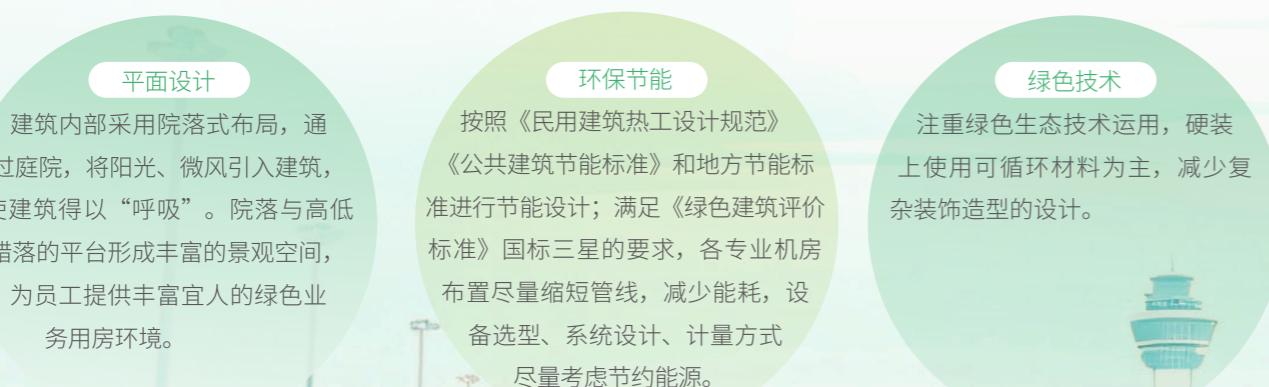 平面设计
建筑内部采用院落式布局，通
过庭院，将阳光、微风引入建筑，
使建筑得以“呼吸”。院落与高低
错落的平台形成丰富的景观空间，
为员工提供丰富宜人的绿色业
务用房环境。
环保节能
按照《民用建筑热工设计规范》
《公共建筑节能标准》和地方节能标
准进行节能设计；满足《绿色建筑评价
标准》国标三星的要求，各专业机房
布置尽量缩短管线，减少能耗，设
备选型、系统设计、计量方式
尽量考虑节约能源。
绿色技术
注重绿色生态技术运用，硬装
上使用可循环材料为主，减少复
杂装饰造型的设计。